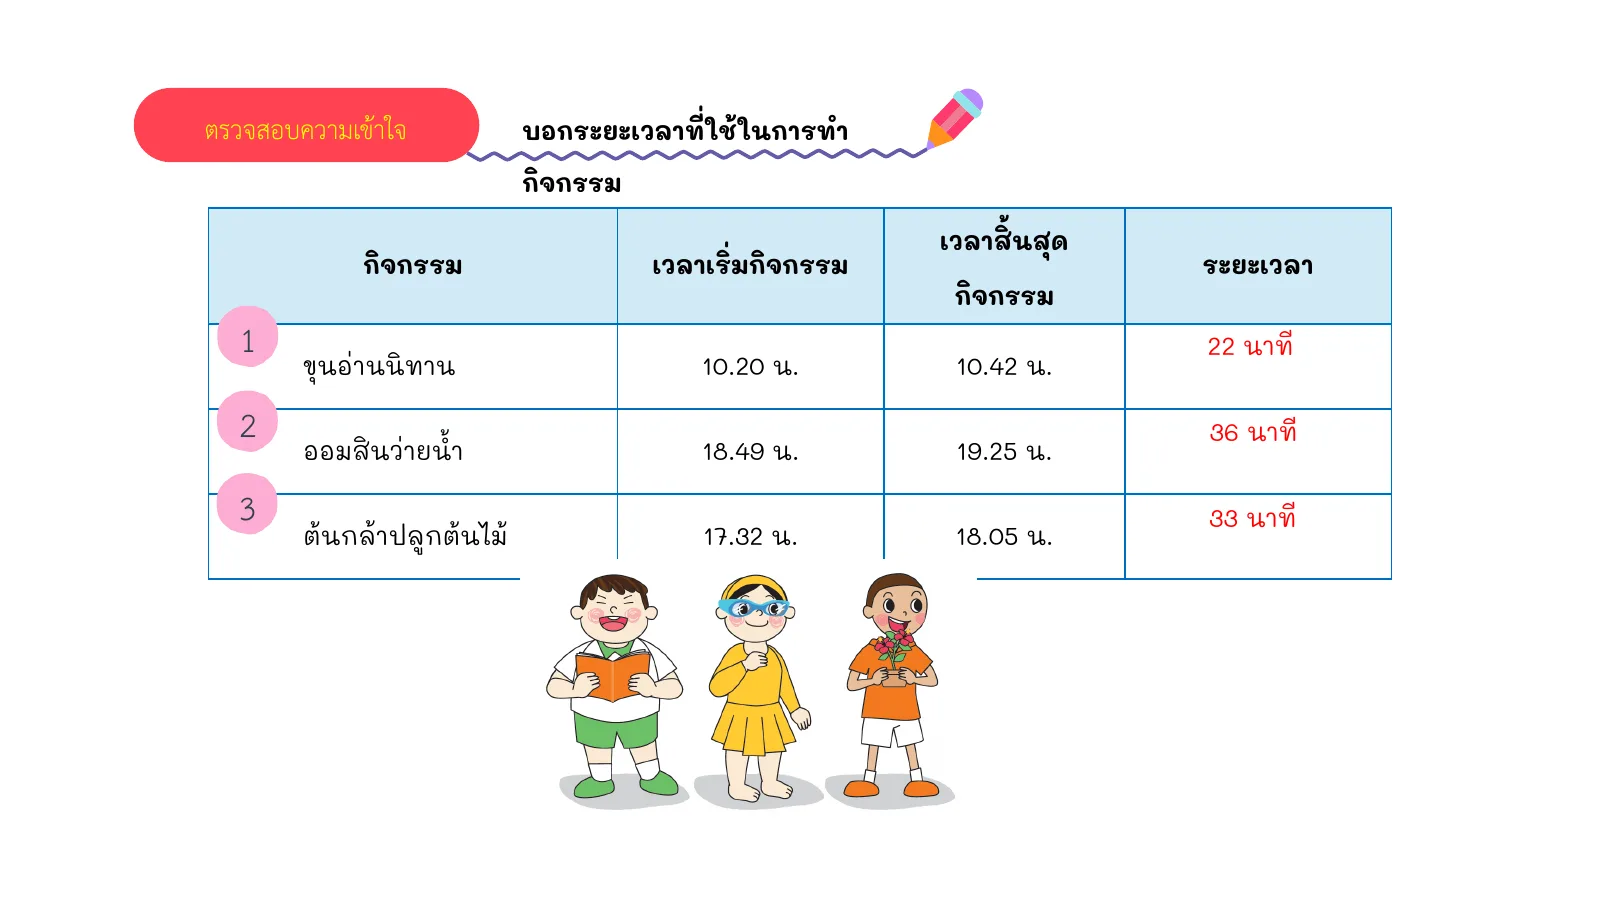 ตรวจสอบความเข้าใจ
บอกระยะเวลาที่ใช้ในการทำ
กิจกรรม
กิจกรรม เวลาเริ่มกิจกรรม เวลาสิ้นสุด กิจกรรม ระยะเวลา
1 ขุนอ่านนิทาน 10.20 น. 10.42 น. 22 นาที
2 ออมสินว่ายน้ำ 18.49 น. 19.25 น. 36 นาที
3 ต้นกล้าปลูกต้นไม้ 17.32 น. 18.05 น. 33 นาที